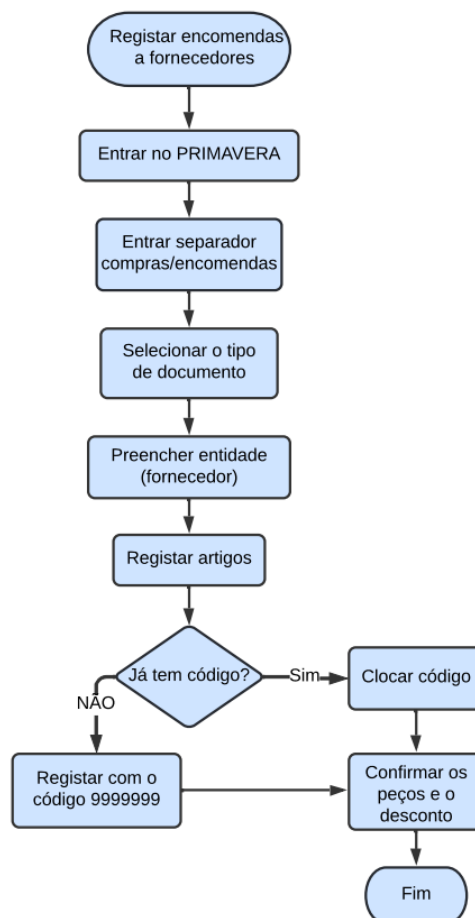 Registar encomendas
a fornecedores
Entrar no PRIMAVERA
Entrar separador
compras/encomendas
Selecionar o tipo
de documento
Preencher entidade
(fornecedor)
Registar artigos
Já tem código?
Sim
Clocar código
NÃO
Registar com o
código 9999999
Confirmar os
peços e o
desconto
Fim